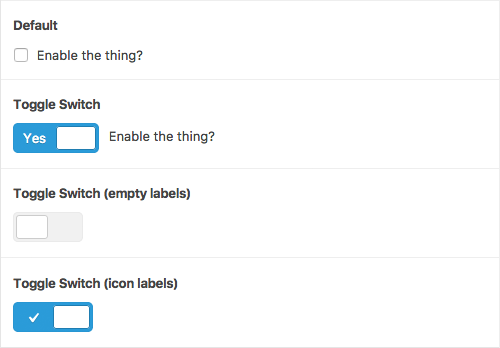 Default
Enable the thing?
Toggle Switch
Yes Enable the thing?
Toggle Switch (empty labels)
Toggle Switch (icon labels)